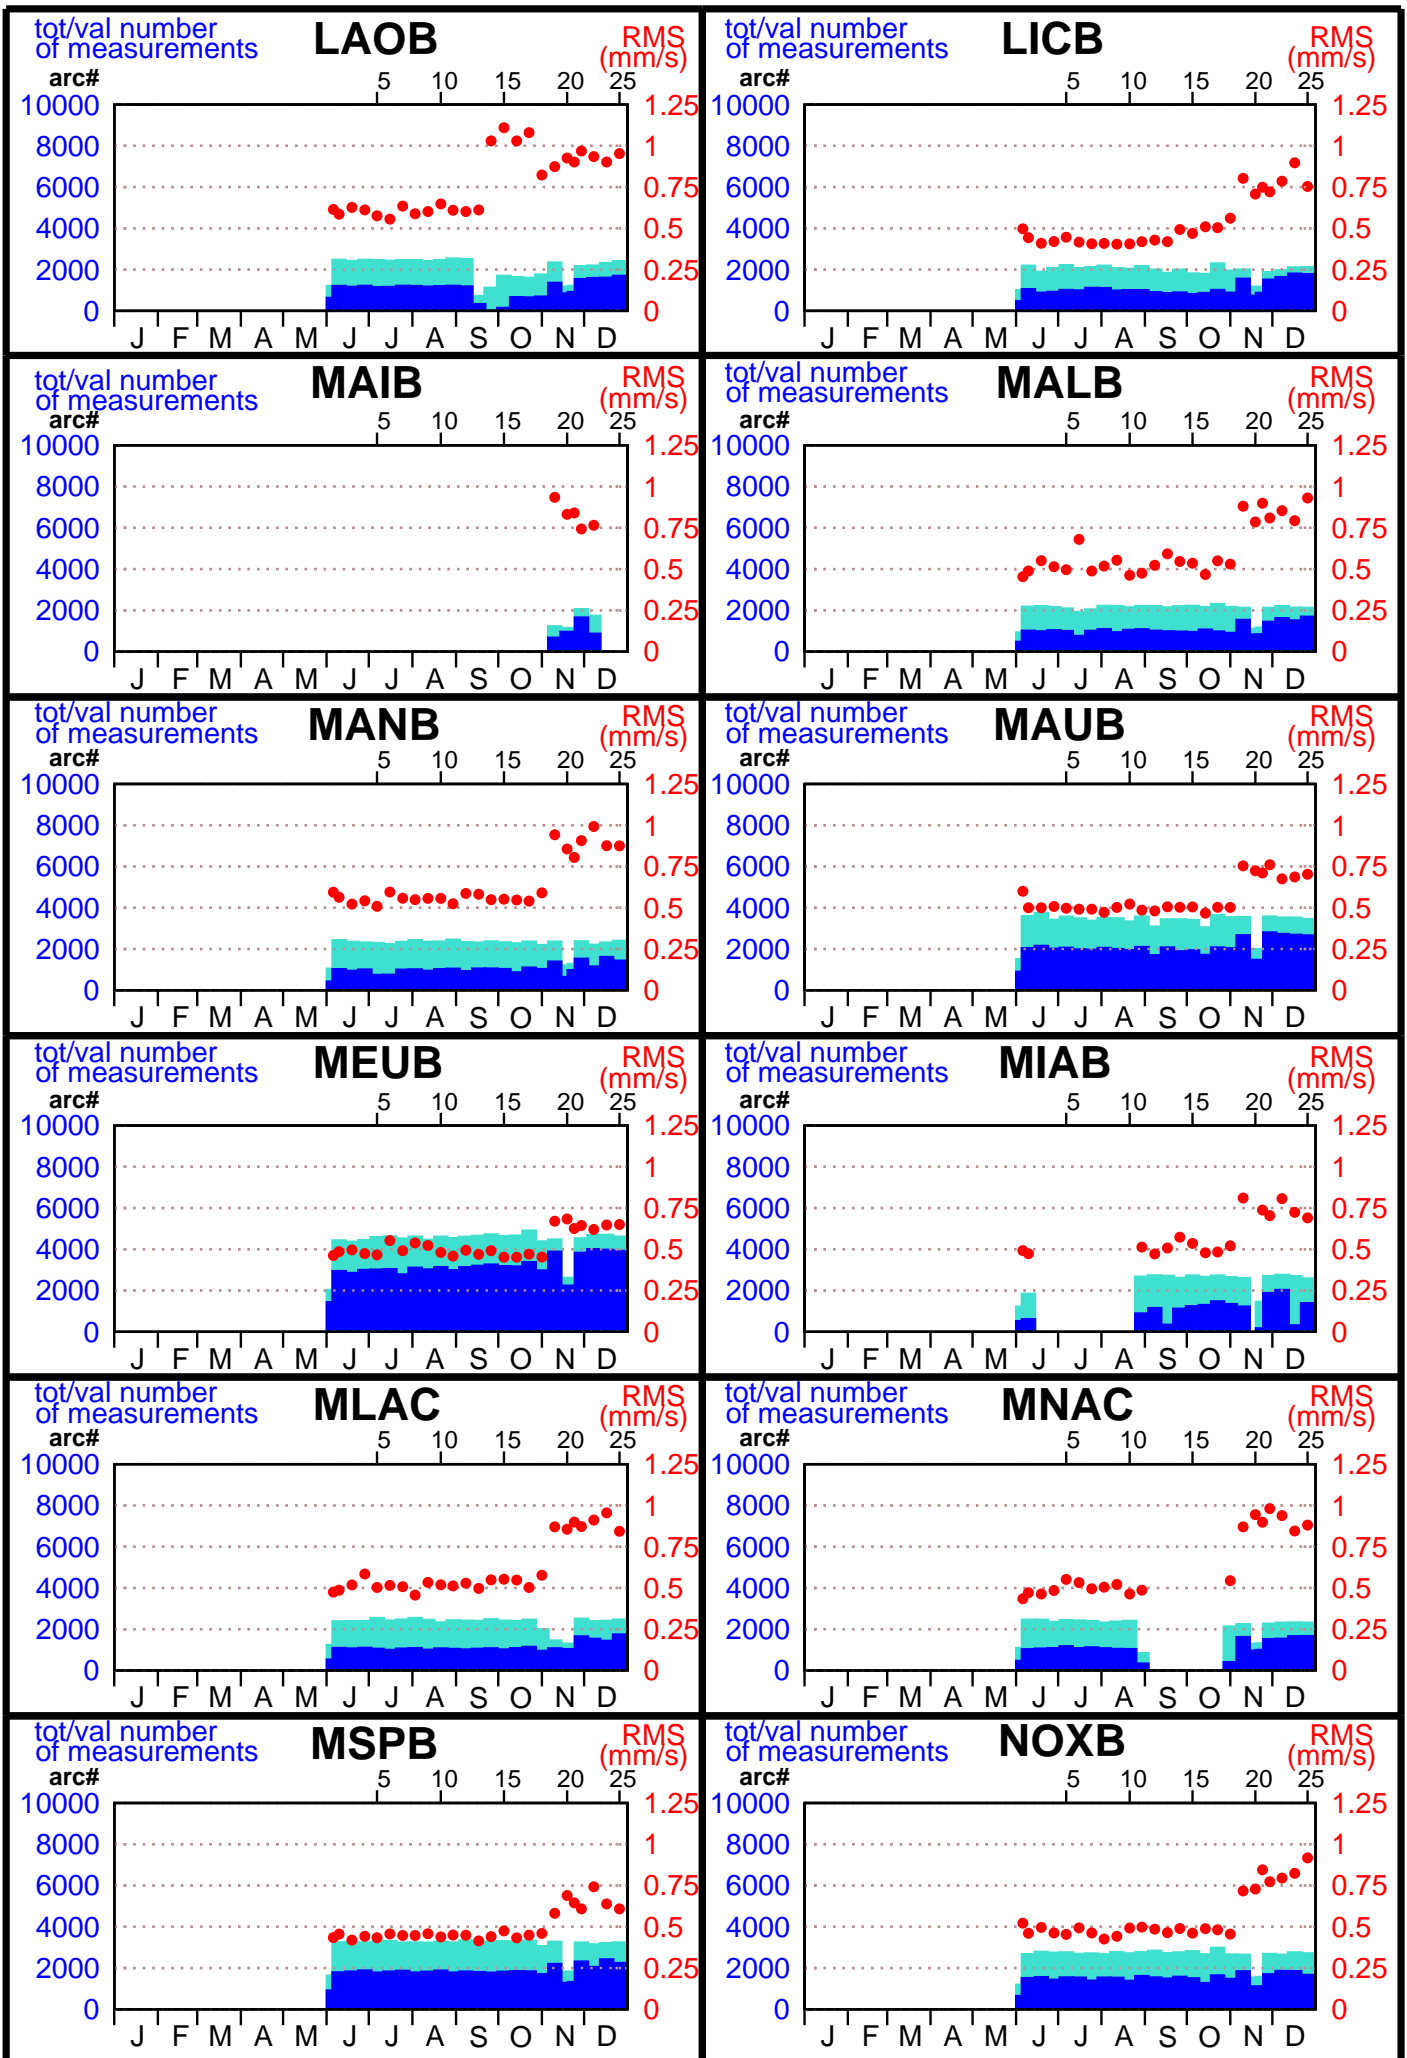 tot/val number
of measurements
LAOB
RMS
(mm/s)
arc#
5 10 15 20 25
10000 1.25
8000 1
6000 0.75
4000 0.5
2000 0.25
0 0
J F M A M J J A S O N D
tot/val number
of measurements
LICB
RMS
(mm/s)
arc#
5 10 15 20 25
10000 1.25
8000 1
6000 0.75
4000 0.5
2000 0.25
0 0
J F M A M J J A S O N D
tot/val number
of measurements
MAIB
RMS
(mm/s)
arc#
5 10 15 20 25
10000 1.25
8000 1
6000 0.75
4000 0.5
2000 0.25
0 0
J F M A M J J A S O N D
tot/val number
of measurements
MALB
RMS
(mm/s)
arc#
5 10 15 20 25
10000 1.25
8000 1
6000 0.75
4000 0.5
2000 0.25
0 0
J F M A M J J A S O N D
tot/val number
of measurements
MANB
RMS
(mm/s)
arc#
5 10 15 20 25
10000 1.25
8000 1
6000 0.75
4000 0.5
2000 0.25
0 0
J F M A M J J A S O N D
tot/val number
of measurements
MAUB
RMS
(mm/s)
arc#
5 10 15 20 25
10000 1.25
8000 1
6000 0.75
4000 0.5
2000 0.25
0 0
J F M A M J J A S O N D
tot/val number
of measurements
MEUB
RMS
(mm/s)
arc#
5 10 15 20 25
10000 1.25
8000 1
6000 0.75
4000 0.5
2000 0.25
0 0
J F M A M J J A S O N D
tot/val number
of measurements
MIAB
RMS
(mm/s)
arc#
5 10 15 20 25
10000 1.25
8000 1
6000 0.75
4000 0.5
2000 0.25
0 0
J F M A M J J A S O N D
tot/val number
of measurements
MLAC
RMS
(mm/s)
arc#
5 10 15 20 25
10000 1.25
8000 1
6000 0.75
4000 0.5
2000 0.25
0 0
J F M A M J J A S O N D
tot/val number
of measurements
MNAC
RMS
(mm/s)
arc#
5 10 15 20 25
10000 1.25
8000 1
6000 0.75
4000 0.5
2000 0.25
0 0
J F M A M J J A S O N D
tot/val number
of measurements
MSPB
RMS
(mm/s)
arc#
5 10 15 20 25
10000 1.25
8000 1
6000 0.75
4000 0.5
2000 0.25
0 0
J F M A M J J A S O N D
tot/val number
of measurements
NOXB
RMS
(mm/s)
arc#
5 10 15 20 25
10000 1.25
8000 1
6000 0.75
4000 0.5
2000 0.25
0 0
J F M A M J J A S O N D